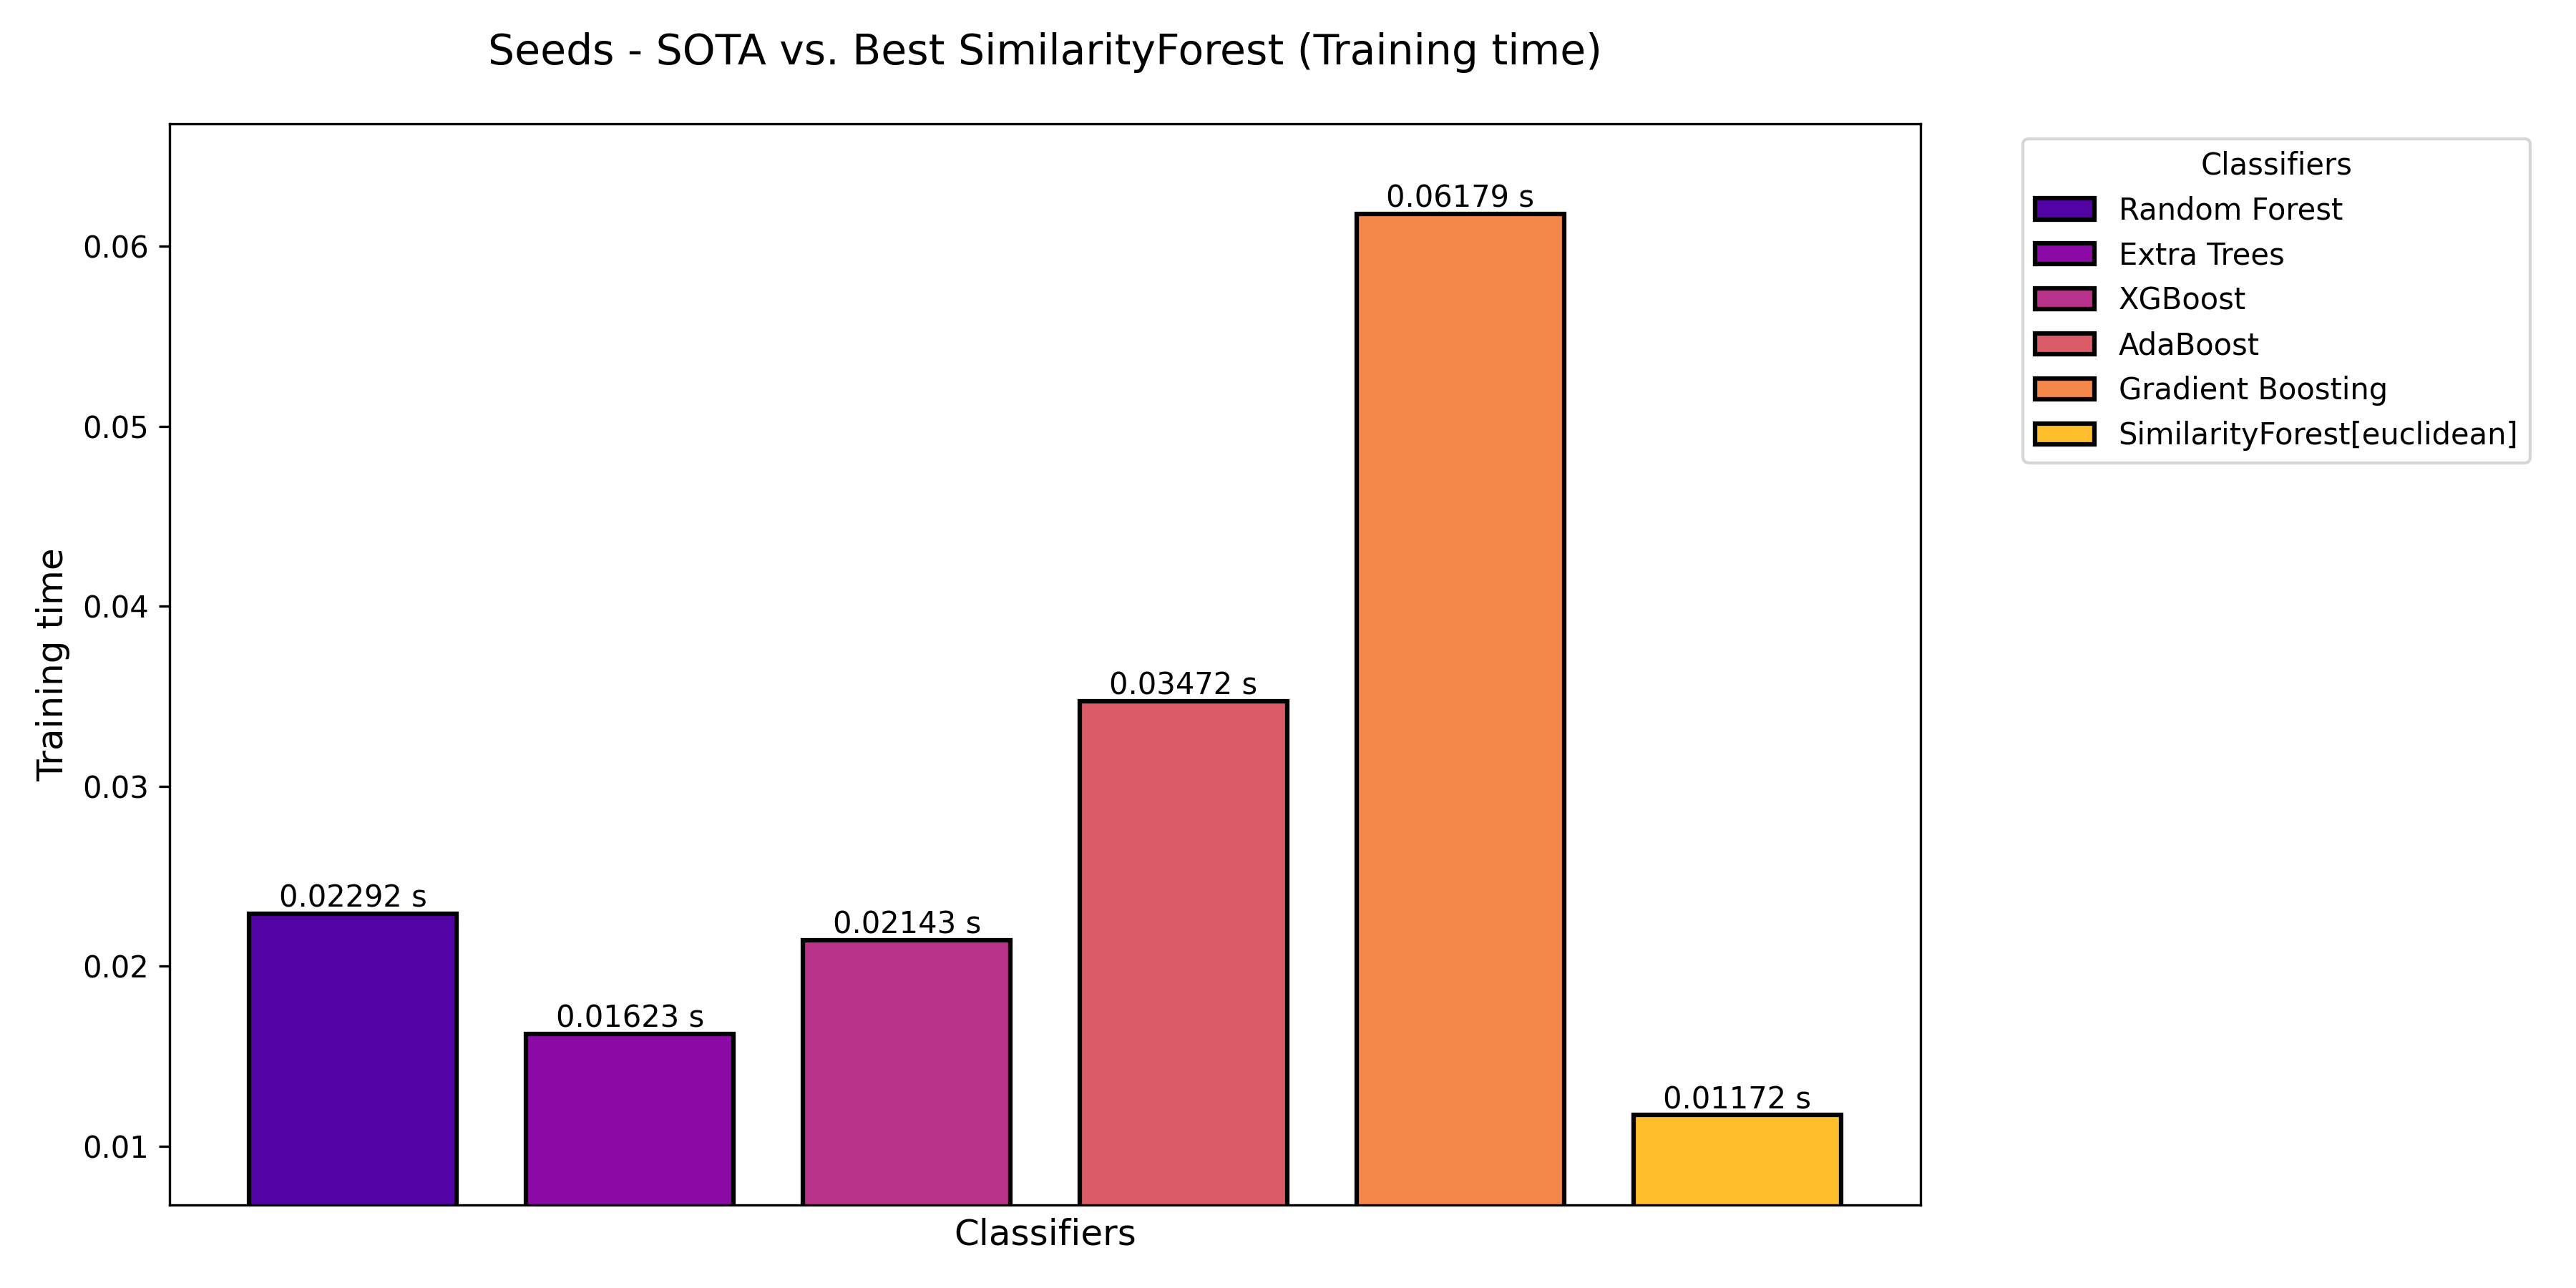 Seeds - SOTA vs. Best SimilarityForest (Training time)
Training time
0.06
0.05
0.04
0.03
0.02
0.01
0.02292 s
0.01623 s
0.02143 s
0.03472 s
0.06179 s
0.01172 s
Classifiers
Classifiers
Random Forest
Extra Trees
XGBoost
AdaBoost
Gradient Boosting
SimilarityForest[euclidean]